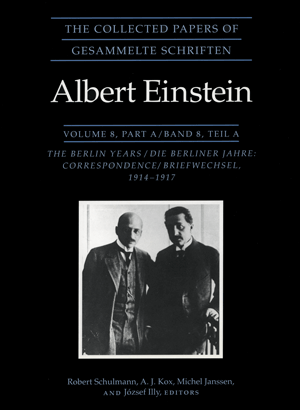 THE COLLECTED PAPERS OF
GESAMMELTE SCHRIFTEN
Albert Einstein
VOLUME 8, PART A/BAND 8, TEIL A
THE BERLIN YEARS/DIE BERLINER JAHRE:
CORRESPONDENCE/BRIEFWECHSEL,
1914–1917
Robert Schulmann, A. J. Kox, Michel Janssen,
AND József Illy, EDITORS